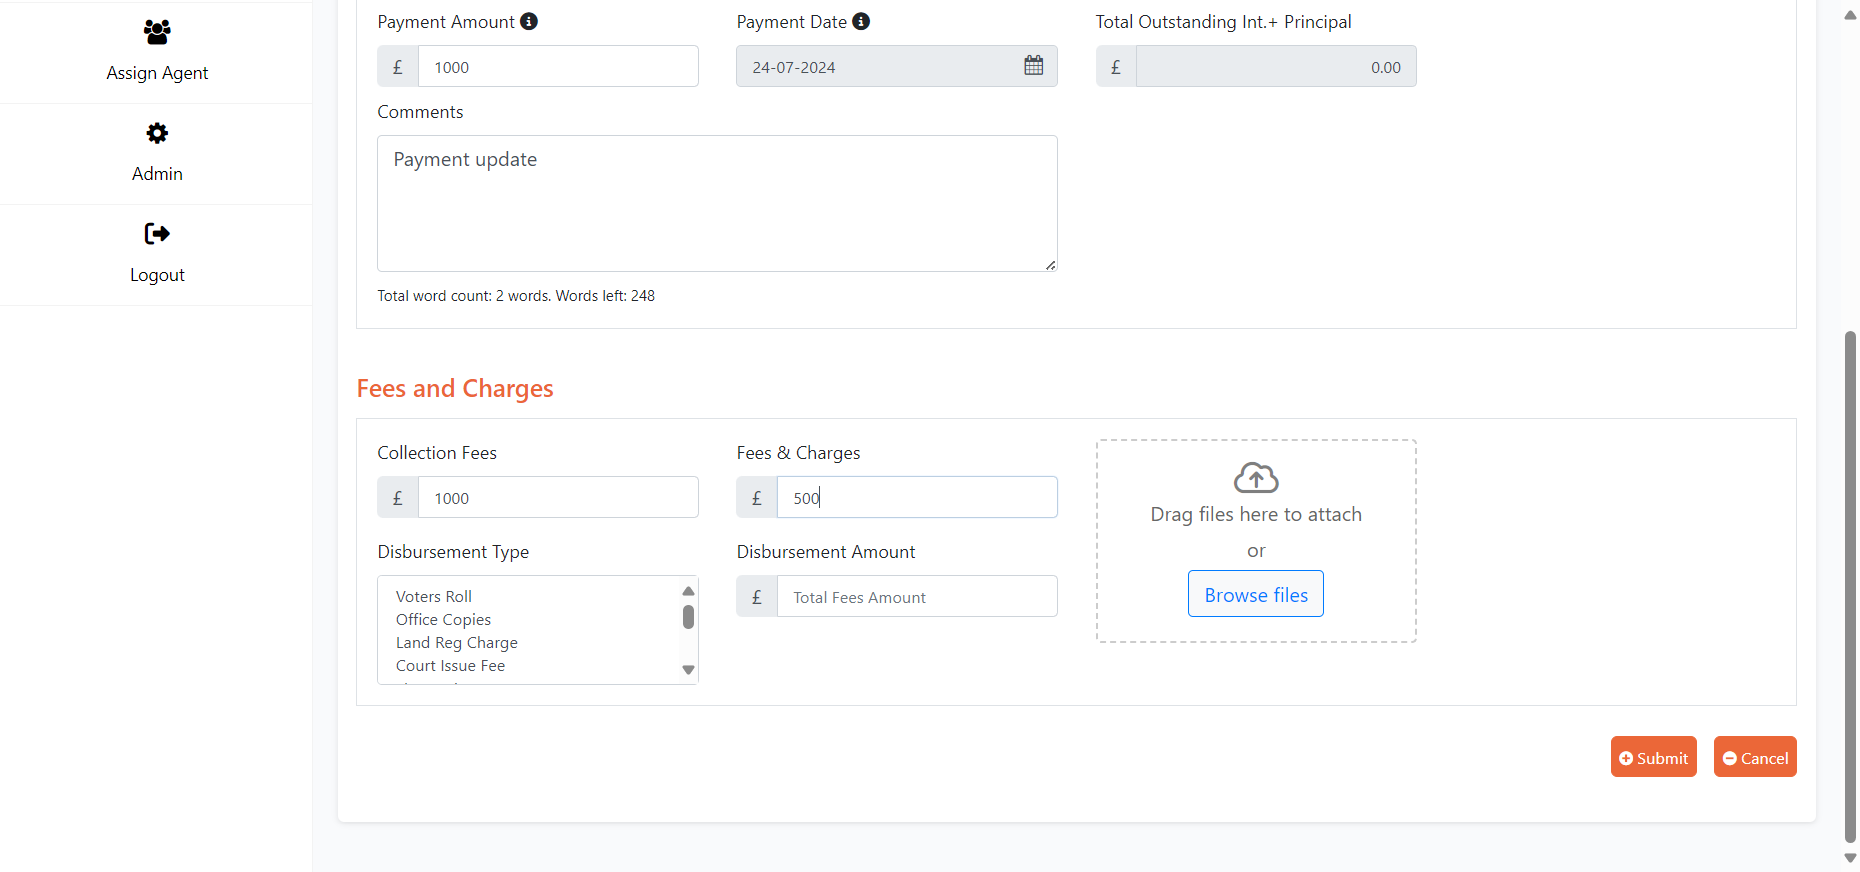 Assign Agent
Admin
Logout
Payment Amount
Payment Date
Total Outstanding Int.+ Principal
£ 1000
24-07-2024
£ 0.00
Comments
Payment update
Total word count: 2 words. Words left: 248
Fees and Charges
Collection Fees
Fees & Charges
£ 1000
£ 500
Disbursement Type
Disbursement Amount
Voters Roll
Office Copies
Land Reg Charge
Court Issue Fee
£ Total Fees Amount
Drag files here to attach
or
Browse files
Submit
Cancel